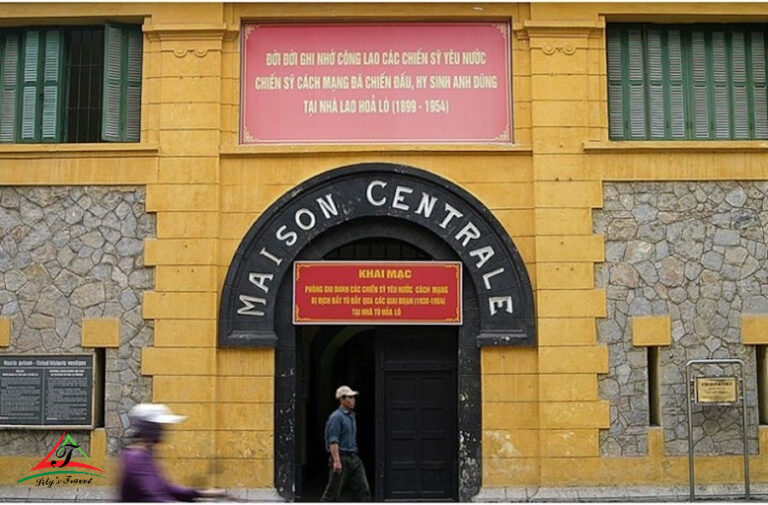 ĐỜI ĐỜI GHI NHỚ CÔNG LAO CÁC CHIẾN SỸ YÊU NƯỚC
CHIẾN SỸ CÁCH MẠNG ĐÃ CHIẾN ĐẤU, HY SINH ANH DŨNG
TẠI NHÀ LAO HOẢ LÒ (1899 - 1954)
MAISON CENTRALE
KHAI MẠC
PHÒNG GHI DANH CÁC CHIẾN SỸ YÊU NƯỚC CÁCH MẠNG
BỊ ĐỊCH BẮT TÙ ĐẦY QUA CÁC GIAI ĐOẠN (1930-1954)
TẠI NHÀ TÙ HỎA LÒ
Lily's Travel